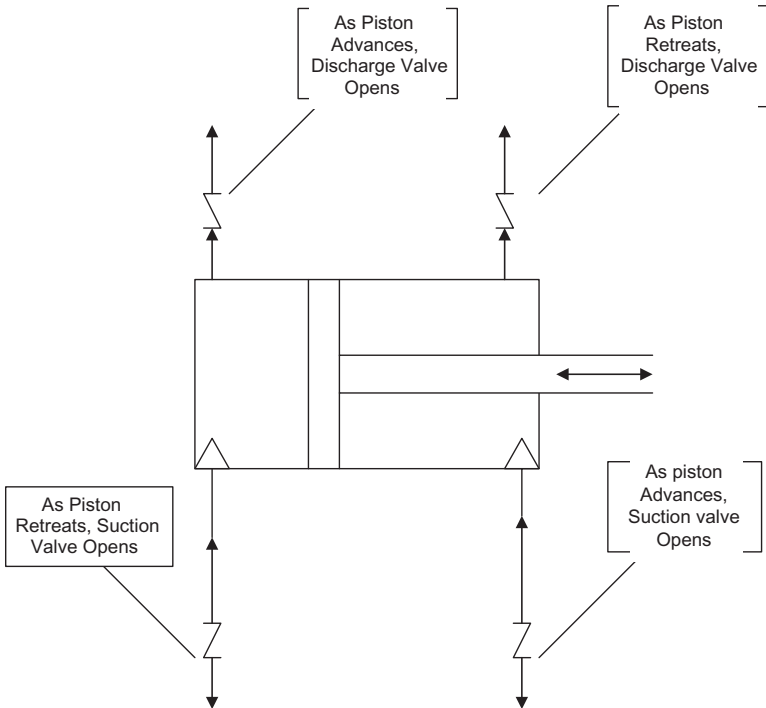 As Piston
Advances,
Discharge Valve
Opens
As Piston
Retreats,
Discharge Valve
Opens
As Piston
Retreats, Suction
Valve Opens
As piston
Advances,
Suction valve
Opens